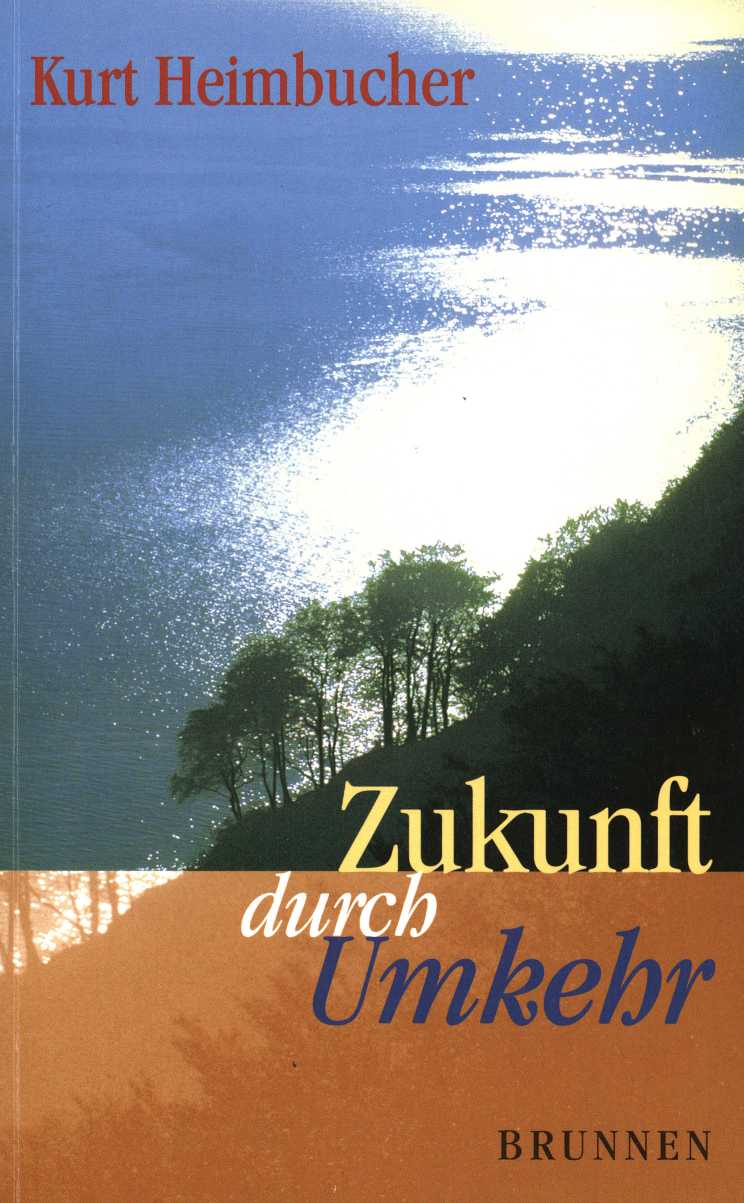 Kurt Heimbucher
Zukunft
durch
Umkehr
BRUNNEN